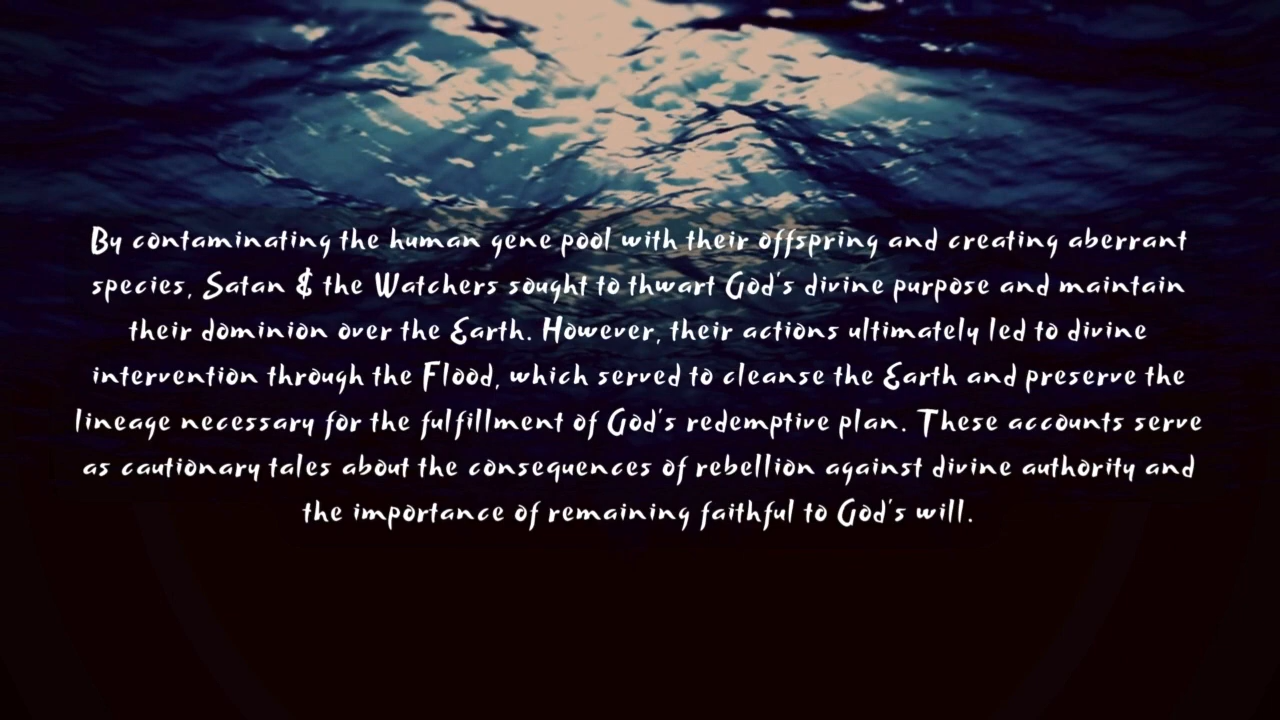 By contaminating the human gene pool with their offspring and creating aberrant
species, Satan & the Watchers sought to thwart God's divine purpose and maintain
their dominion over the Earth. However, their actions ultimately led to divine
intervention through the Flood, which served to cleanse the Earth and preserve the
lineage necessary for the fulfillment of God's redemptive plan. These accounts serve
as cautionary tales about the consequences of rebellion against divine authority and
the importance of remaining faithful to God's will.